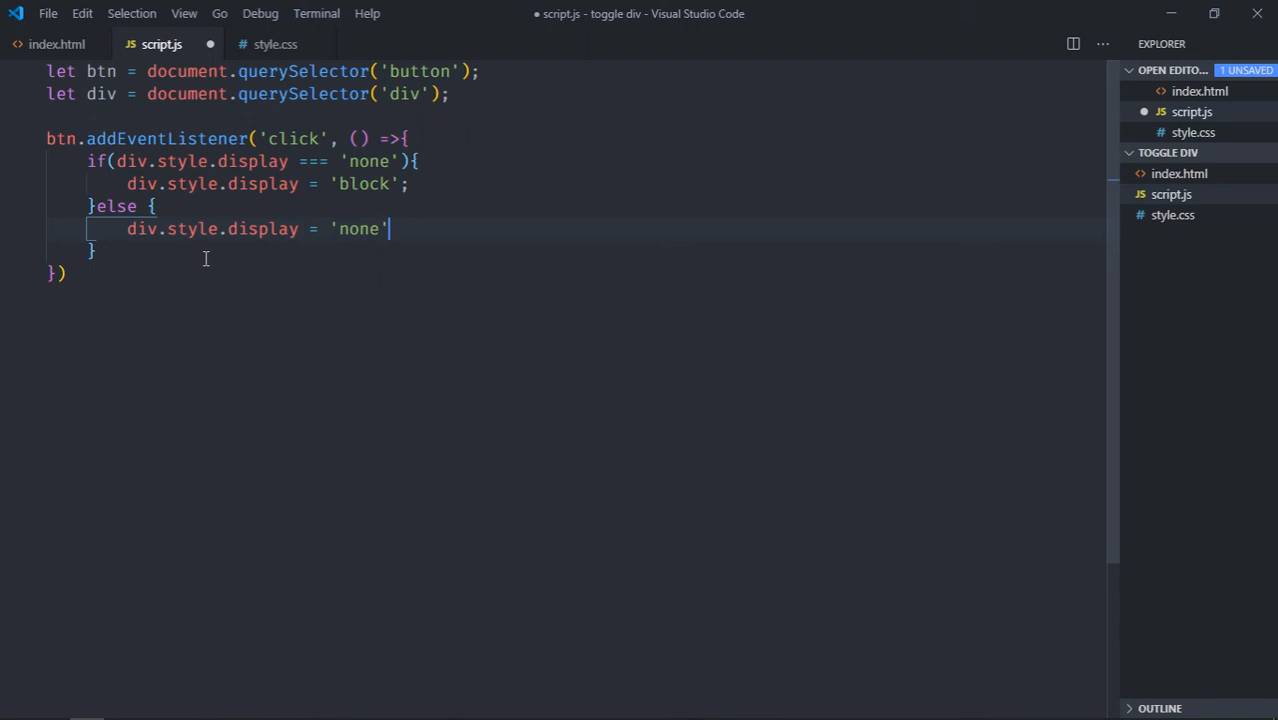 File Edit Selection View Go Debug Terminal Help
● script.js - toggle div - Visual Studio Code
index.html
JS script.js
# style.css
EXPLORER
let btn = document.querySelector('button');
let div = document.querySelector('div');
btn.addEventListener('click', () =>{
if(div.style.display === 'none'){
div.style.display = 'block';
}else {
div.style.display = 'none'
}
})
OPEN EDITO... 1 UNSAVED
index.html
JS script.js
# style.css
TOGGLE DIV
index.html
JS script.js
# style.css
OUTLINE